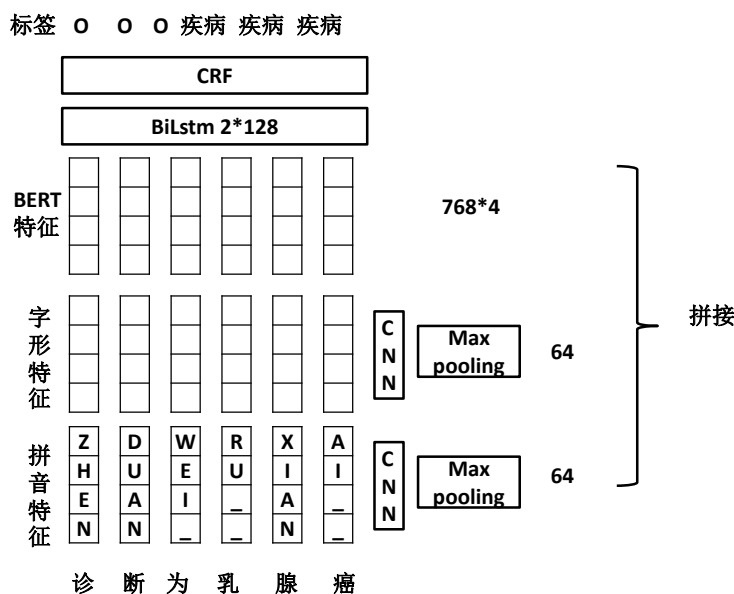 标签 O O O 疾病 疾病 疾病
CRF
BiLstm 2*128
BERT
特征
768*4
字形特征
CNN
Max
pooling
64
拼接
拼音特征
Z D W R X A
H U E U I I
E A I _ A _
N N _ _ N _
CNN
Max
pooling
64
诊 断 为 乳 腺 癌